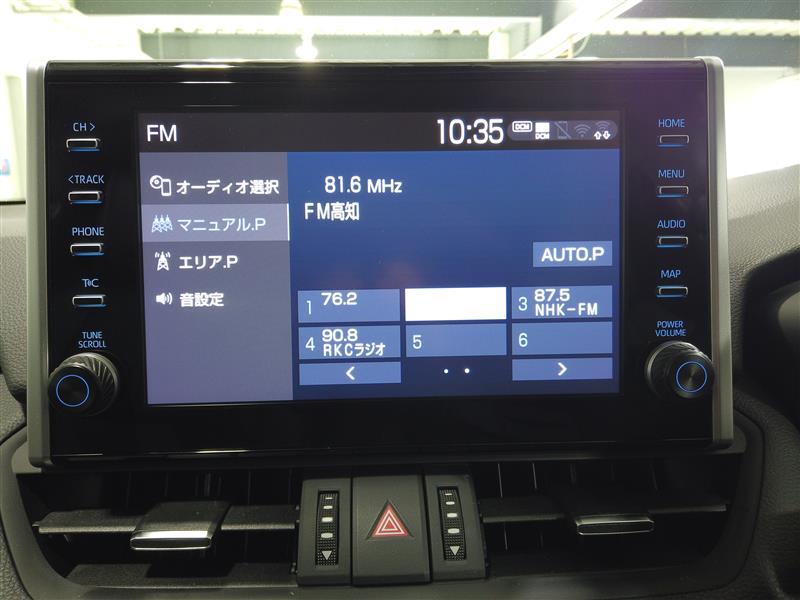 CH >
< TRACK
PHONE
T&C
TUNE
SCROLL
FM
10:35
DCM
DCM
オーディオ選択
マニュアル.P
エリア.P
音設定
81.6 MHz
FM高知
AUTO.P
1 76.2
3 87.5
NHK-FM
4 90.8
RKCラジオ
5
6
<
>
HOME
MENU
AUDIO
MAP
POWER
VOLUME